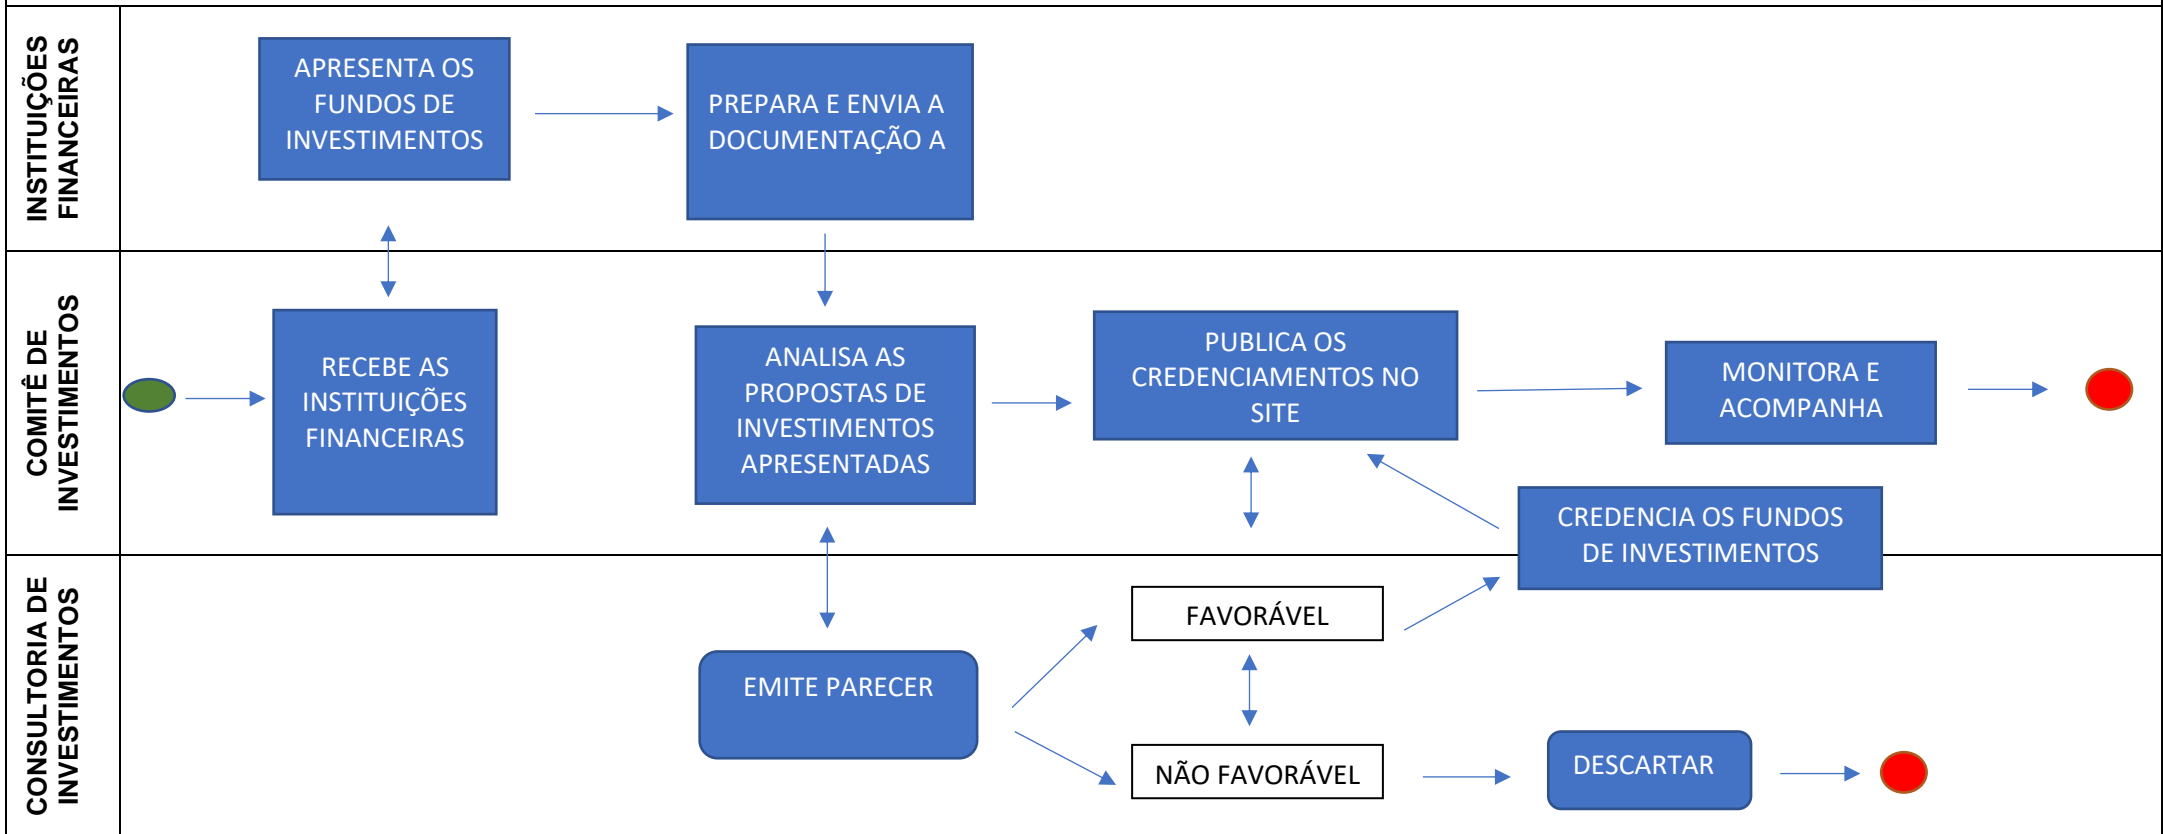 INSTITUIÇÕES
FINANCEIRAS
APRESENTA OS
FUNDOS DE
INVESTIMENTOS
PREPARA E ENVIA A
DOCUMENTAÇÃO A
COMITÊ DE
INVESTIMENTOS
RECEBE AS
INSTITUIÇÕES
FINANCEIRAS
ANALISA AS
PROPOSTAS DE
INVESTIMENTOS
APRESENTADAS
PUBLICA OS
CREDENCIAMENTOS NO
SITE
MONITORA E
ACOMPANHA
CREDENCIA OS FUNDOS
DE INVESTIMENTOS
CONSULTORIA DE
INVESTIMENTOS
EMITE PARECER
FAVORÁVEL
NÃO FAVORÁVEL
DESCARTAR